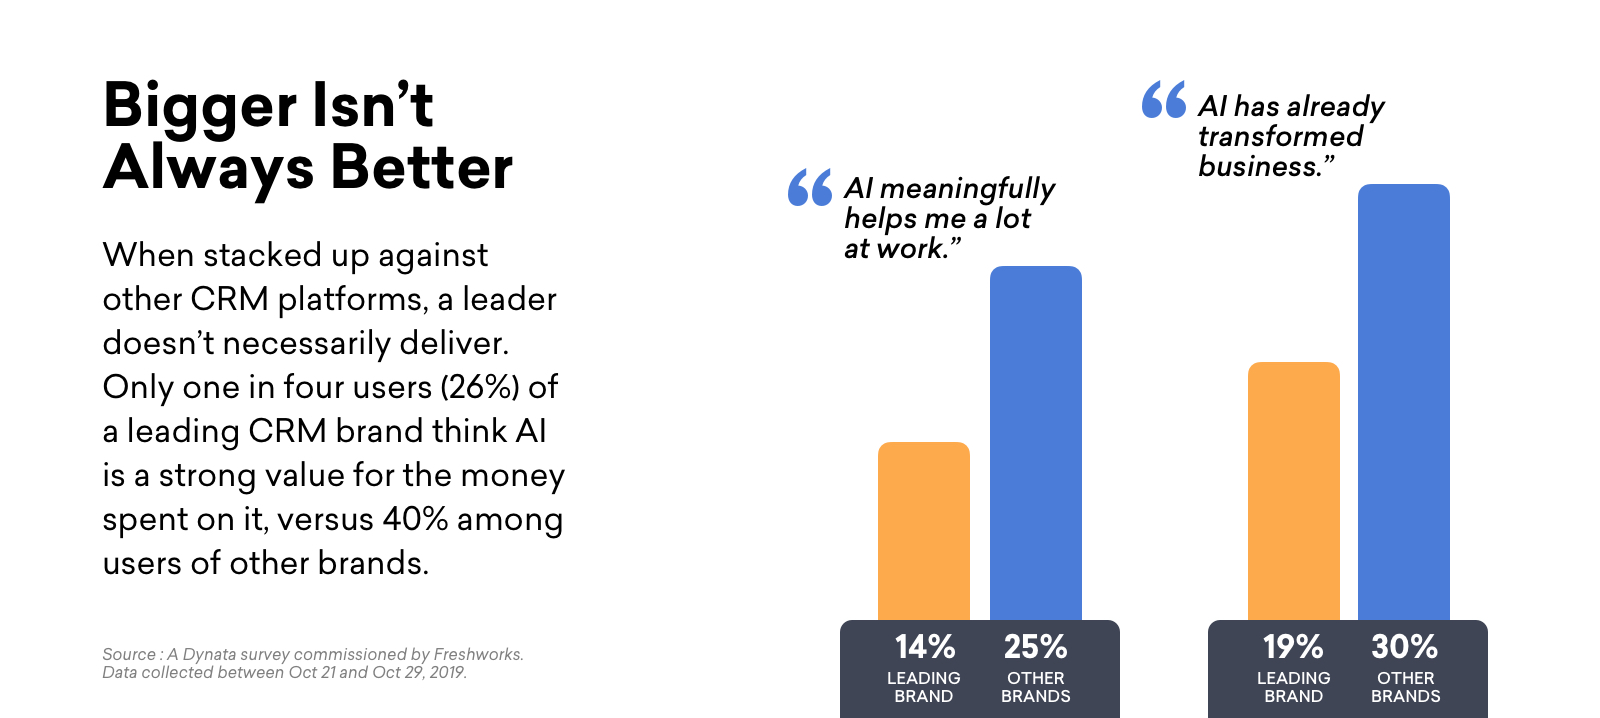 Bigger Isn’t
Always Better
When stacked up against
other CRM platforms, a leader
doesn’t necessarily deliver.
Only one in four users (26%) of
a leading CRM brand think AI
is a strong value for the money
spent on it, versus 40% among
users of other brands.
Source : A Dynata survey commissioned by Freshworks.
Data collected between Oct 21 and Oct 29, 2019.
“ AI meaningfully
helps me a lot
at work.”
14% 25%
LEADING OTHER
BRAND BRANDS
“ AI has already
transformed
business.”
19% 30%
LEADING OTHER
BRAND BRANDS